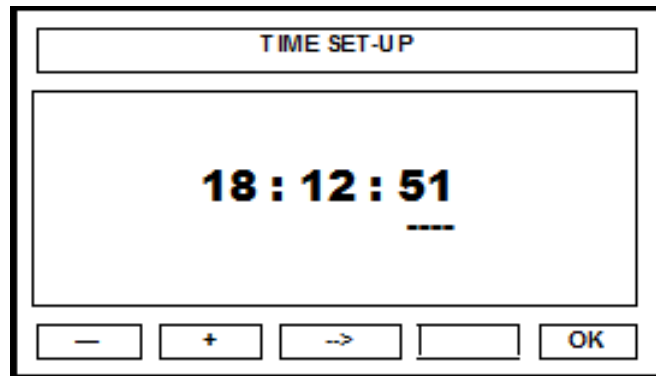 TIME SET-UP
18 : 12 : 51
----
— + --> OK